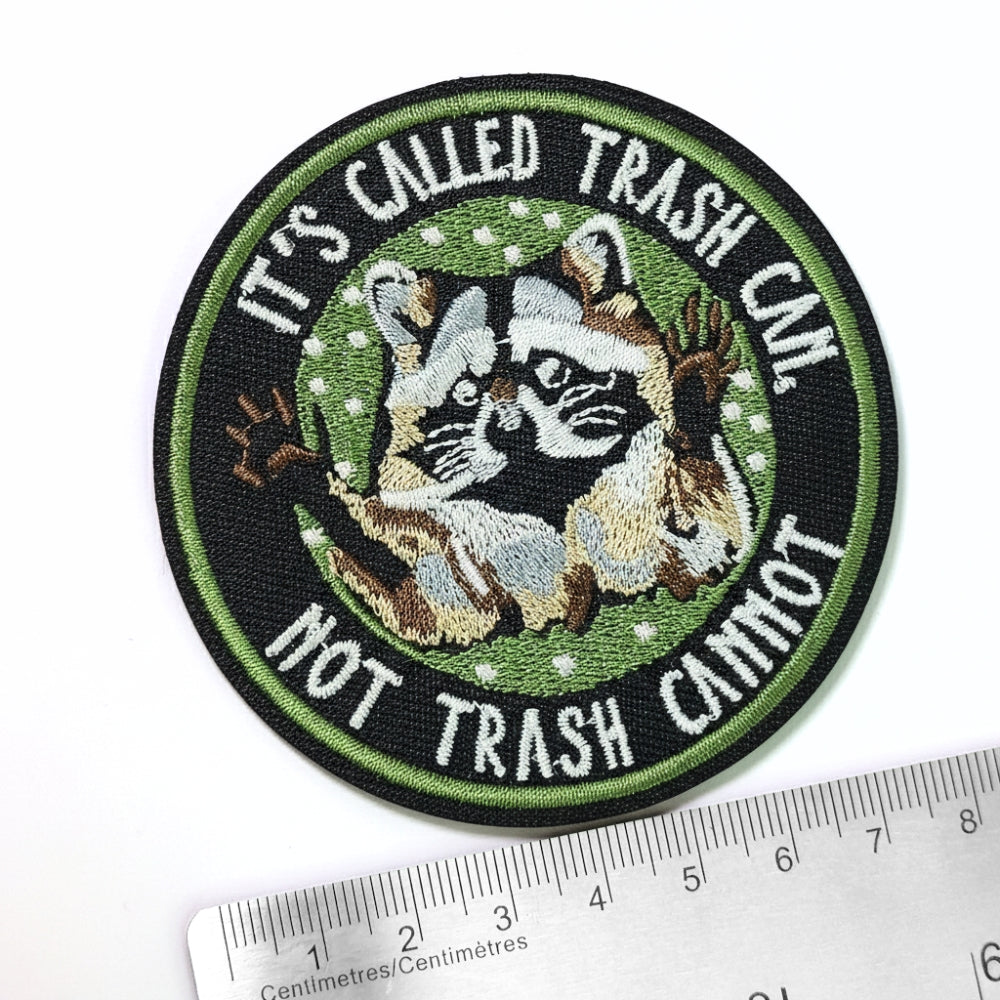 IT'S CALLED TRASH CAN,
NOT TRASH CANNOT
1 2 3 4 5 6 7 8
Centimetres/Centimètres